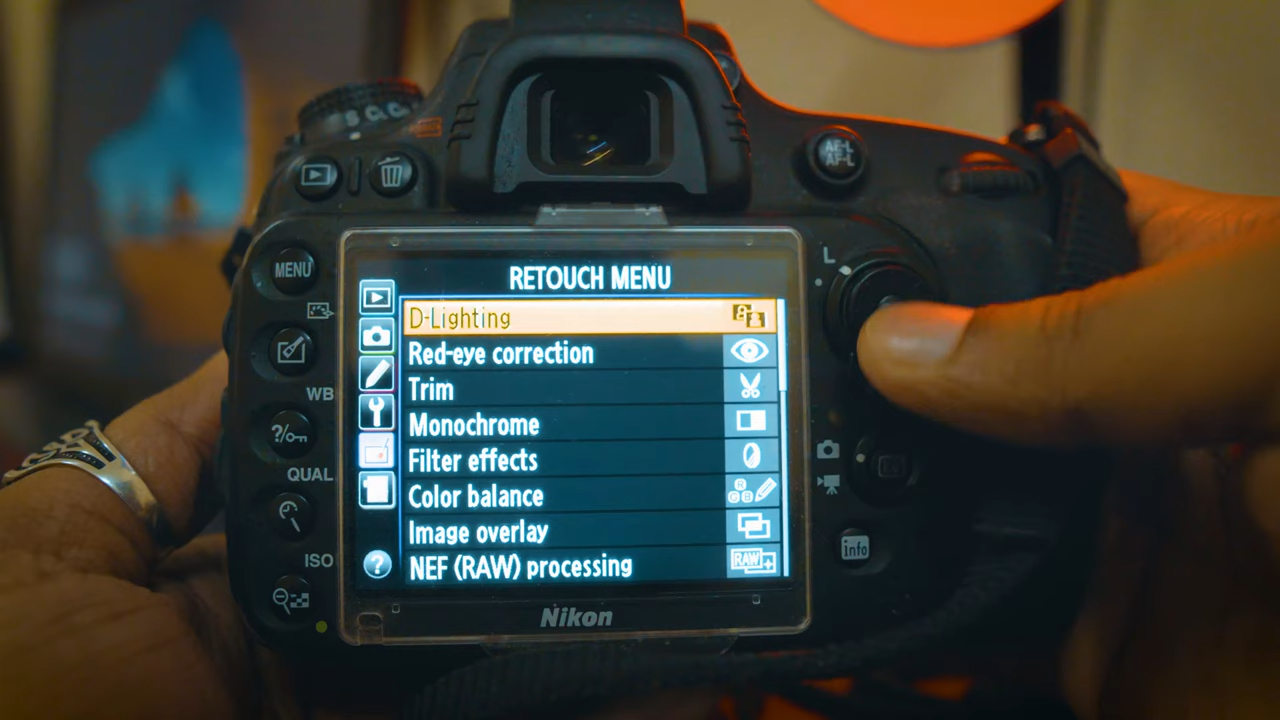 S
AE-L
AF-L
MENU
L
RETOUCH MENU
D-Lighting
Red-eye correction
WB
Trim
Monochrome
?
Filter effects
QUAL
Color balance
R
G B
Image overlay
info
ISO
?
NEF (RAW) processing
RAW +
Nikon